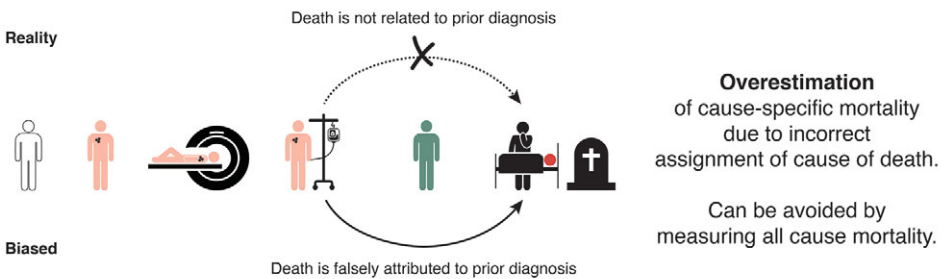 Death is not related to prior diagnosis
Reality
Overestimation
of cause-specific mortality
due to incorrect
assignment of cause of death.
Can be avoided by
measuring all cause mortality.
Biased
Death is falsely attributed to prior diagnosis